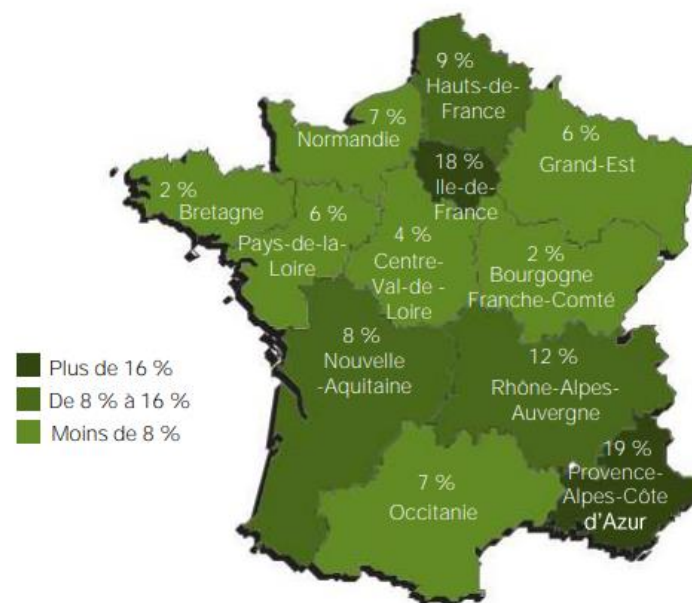 9 %
Hauts-de-
France
7 %
Normandie
6 %
Grand-Est
18 %
Ile-de-
France
2 %
Bretagne
6 %
Pays-de-la-
Loire
4 %
Centre-
Val-de -
Loire
2 %
Bourgogne
Franche-Comté
8 %
Nouvelle
-Aquitaine
12 %
Rhône-Alpes-
Auvergne
Plus de 16 %
De 8 % à 16 %
Moins de 8 %
19 %
Provence-
Alpes-Côte
d'Azur
7 %
Occitanie